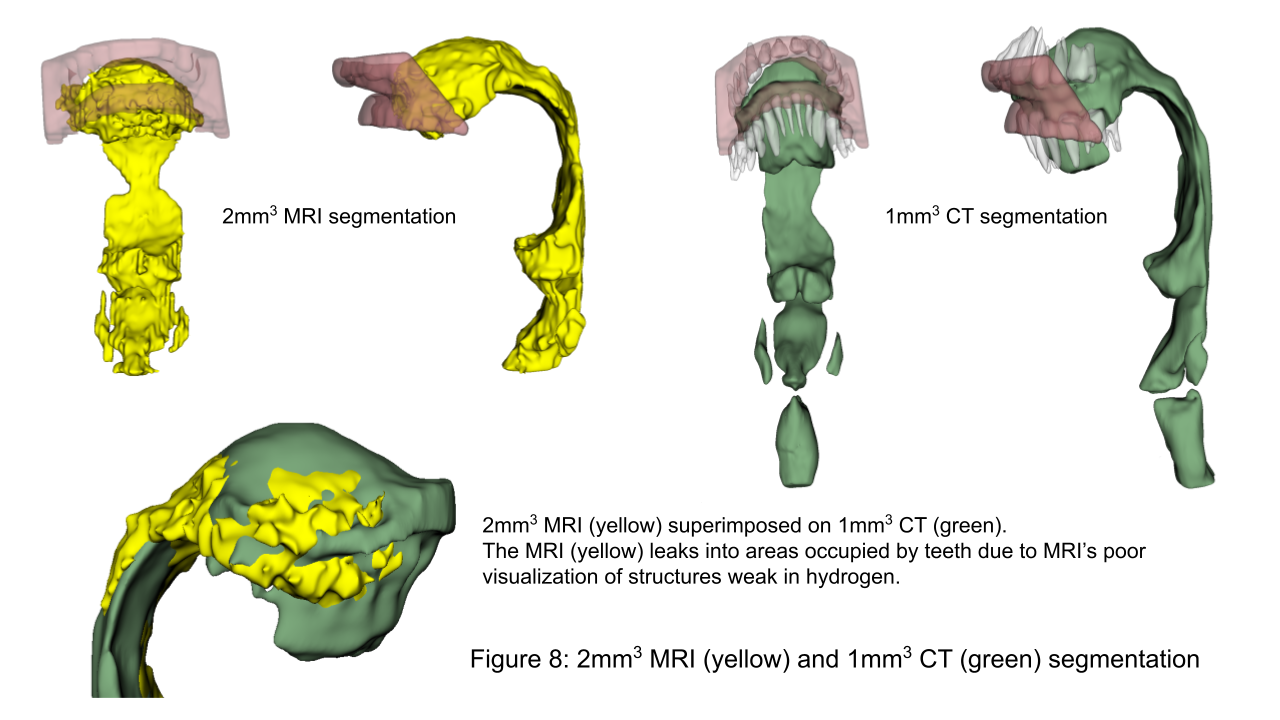 2mm³ MRI segmentation
1mm³ CT segmentation
2mm³ MRI (yellow) superimposed on 1mm³ CT (green).
The MRI (yellow) leaks into areas occupied by teeth due to MRI’s poor
visualization of structures weak in hydrogen.
Figure 8: 2mm³ MRI (yellow) and 1mm³ CT (green) segmentation